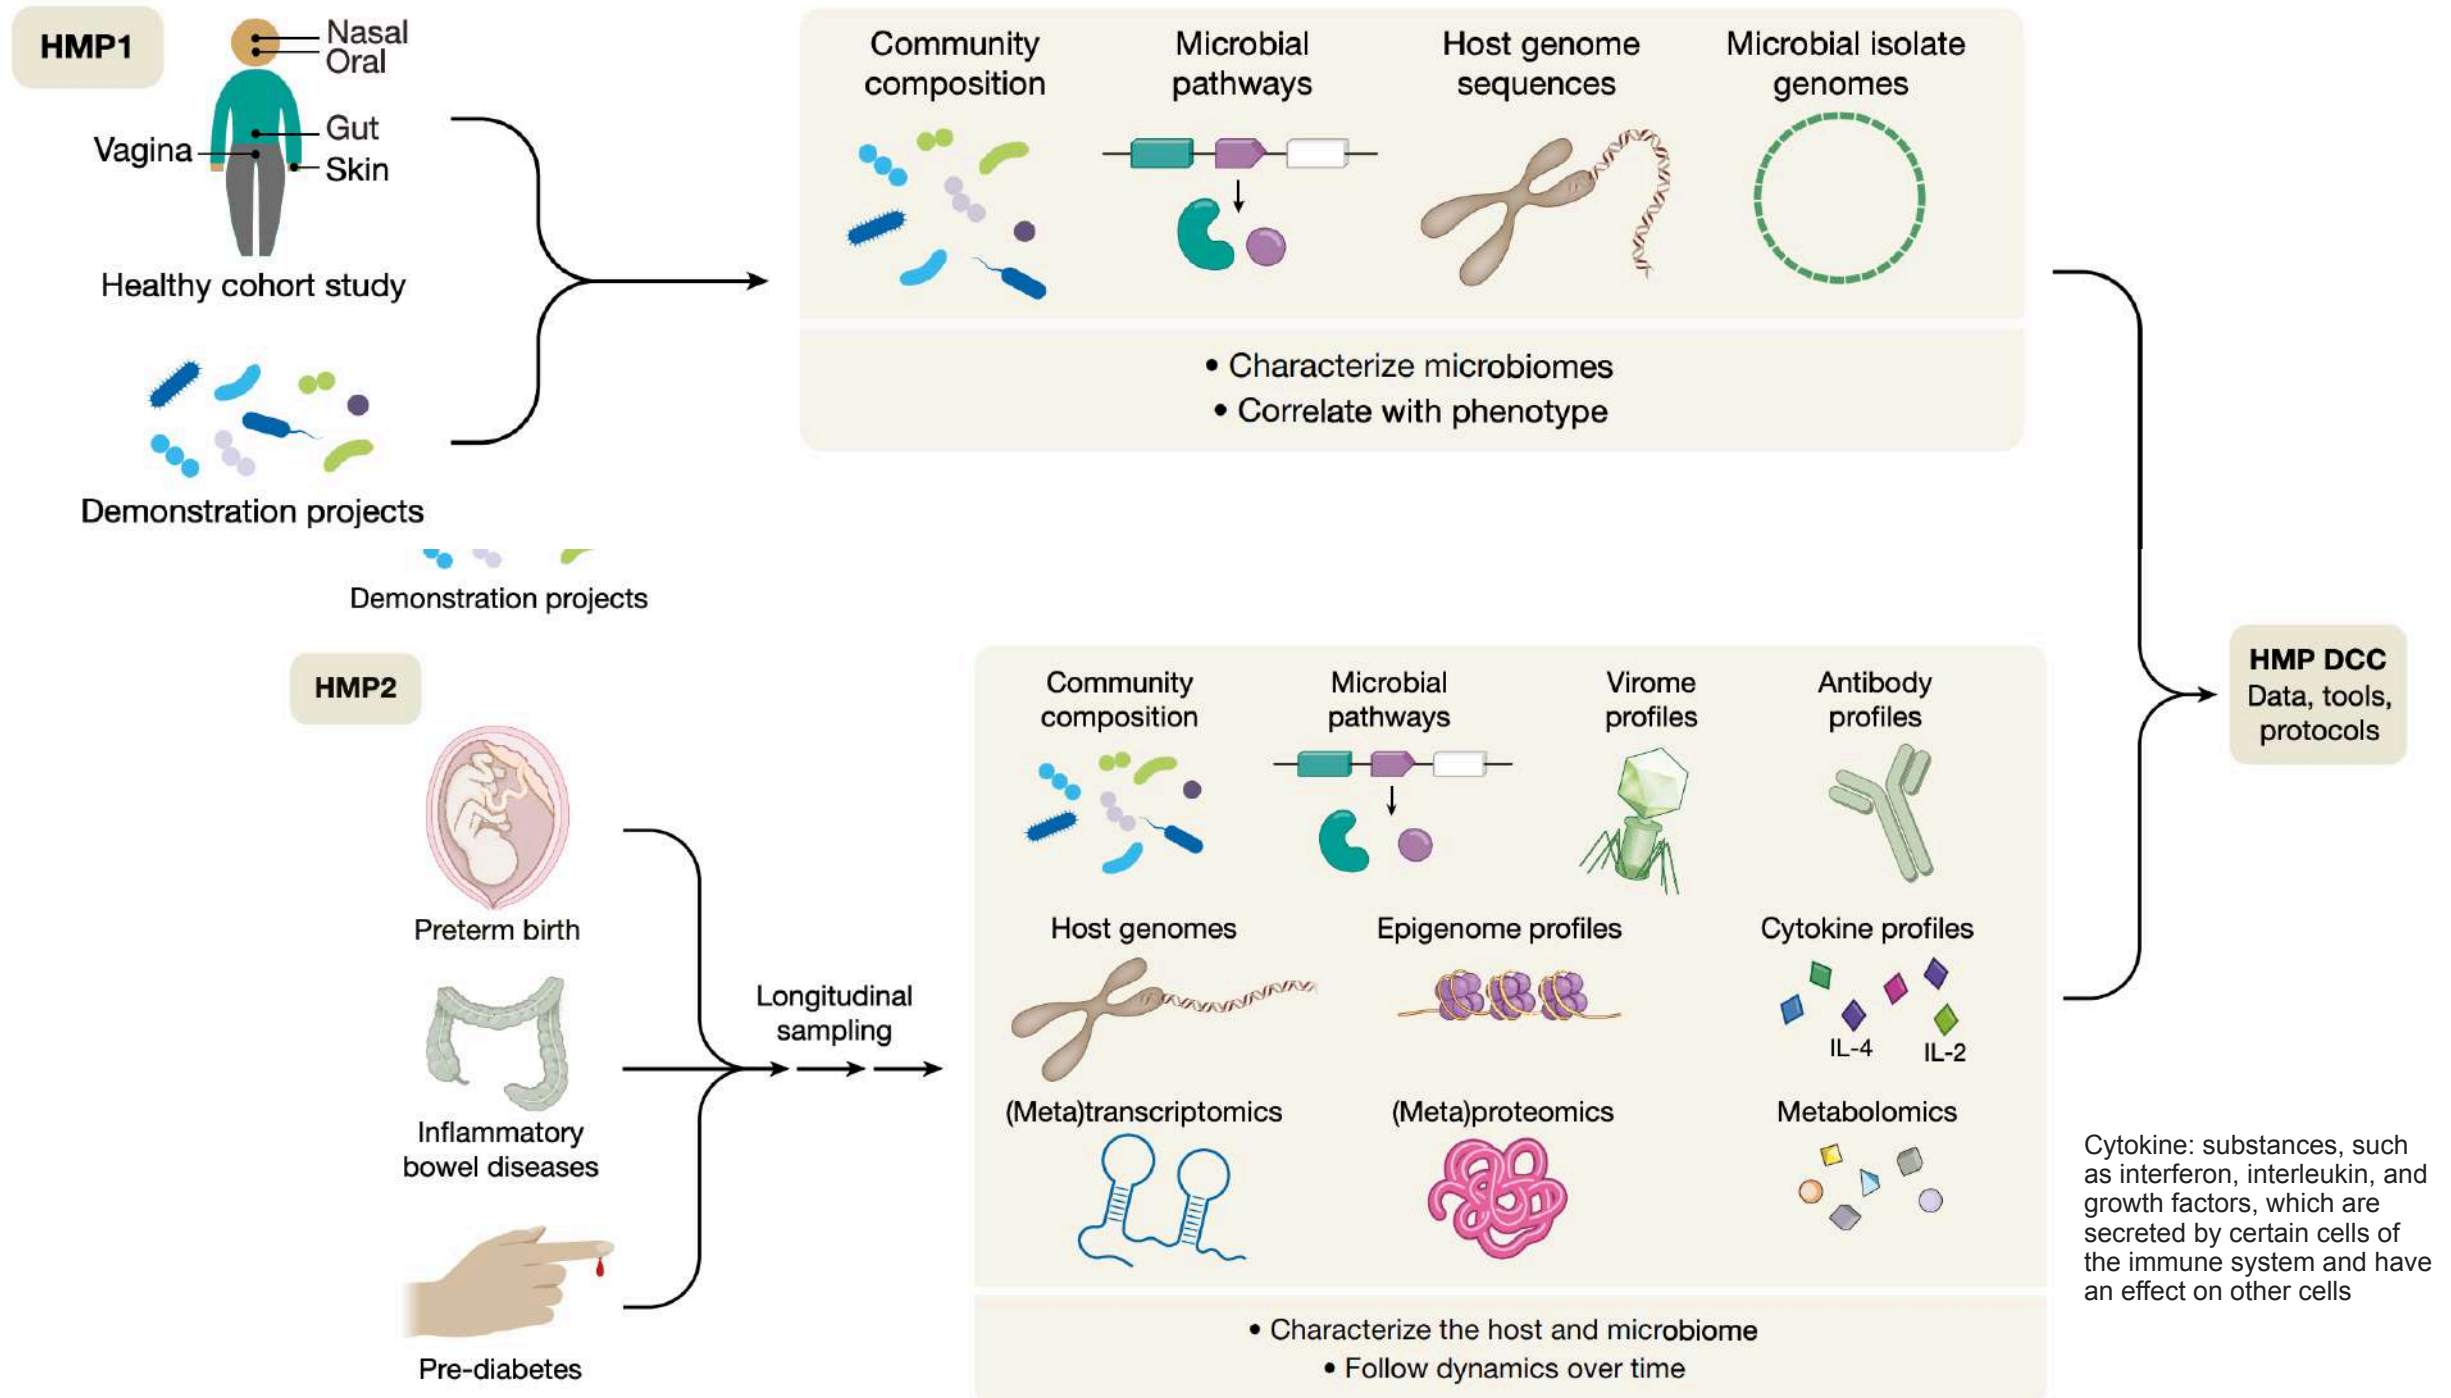 HMP1
Nasal
Oral
Gut
Vagina
Skin
Healthy cohort study
Demonstration projects
Community
composition
Microbial
pathways
Host genome
sequences
Microbial isolate
genomes
• Characterize microbiomes
• Correlate with phenotype
Demonstration projects
HMP2
Preterm birth
Inflammatory
bowel diseases
Pre-diabetes
Longitudinal
sampling
Community
composition
Microbial
pathways
Virome
profiles
Antibody
profiles
Host genomes
Epigenome profiles
Cytokine profiles
IL-4
IL-2
(Meta)transcriptomics
(Meta)proteomics
Metabolomics
• Characterize the host and microbiome
• Follow dynamics over time
HMP DCC
Data, tools,
protocols
Cytokine: substances, such
as interferon, interleukin, and
growth factors, which are
secreted by certain cells of
the immune system and have
an effect on other cells